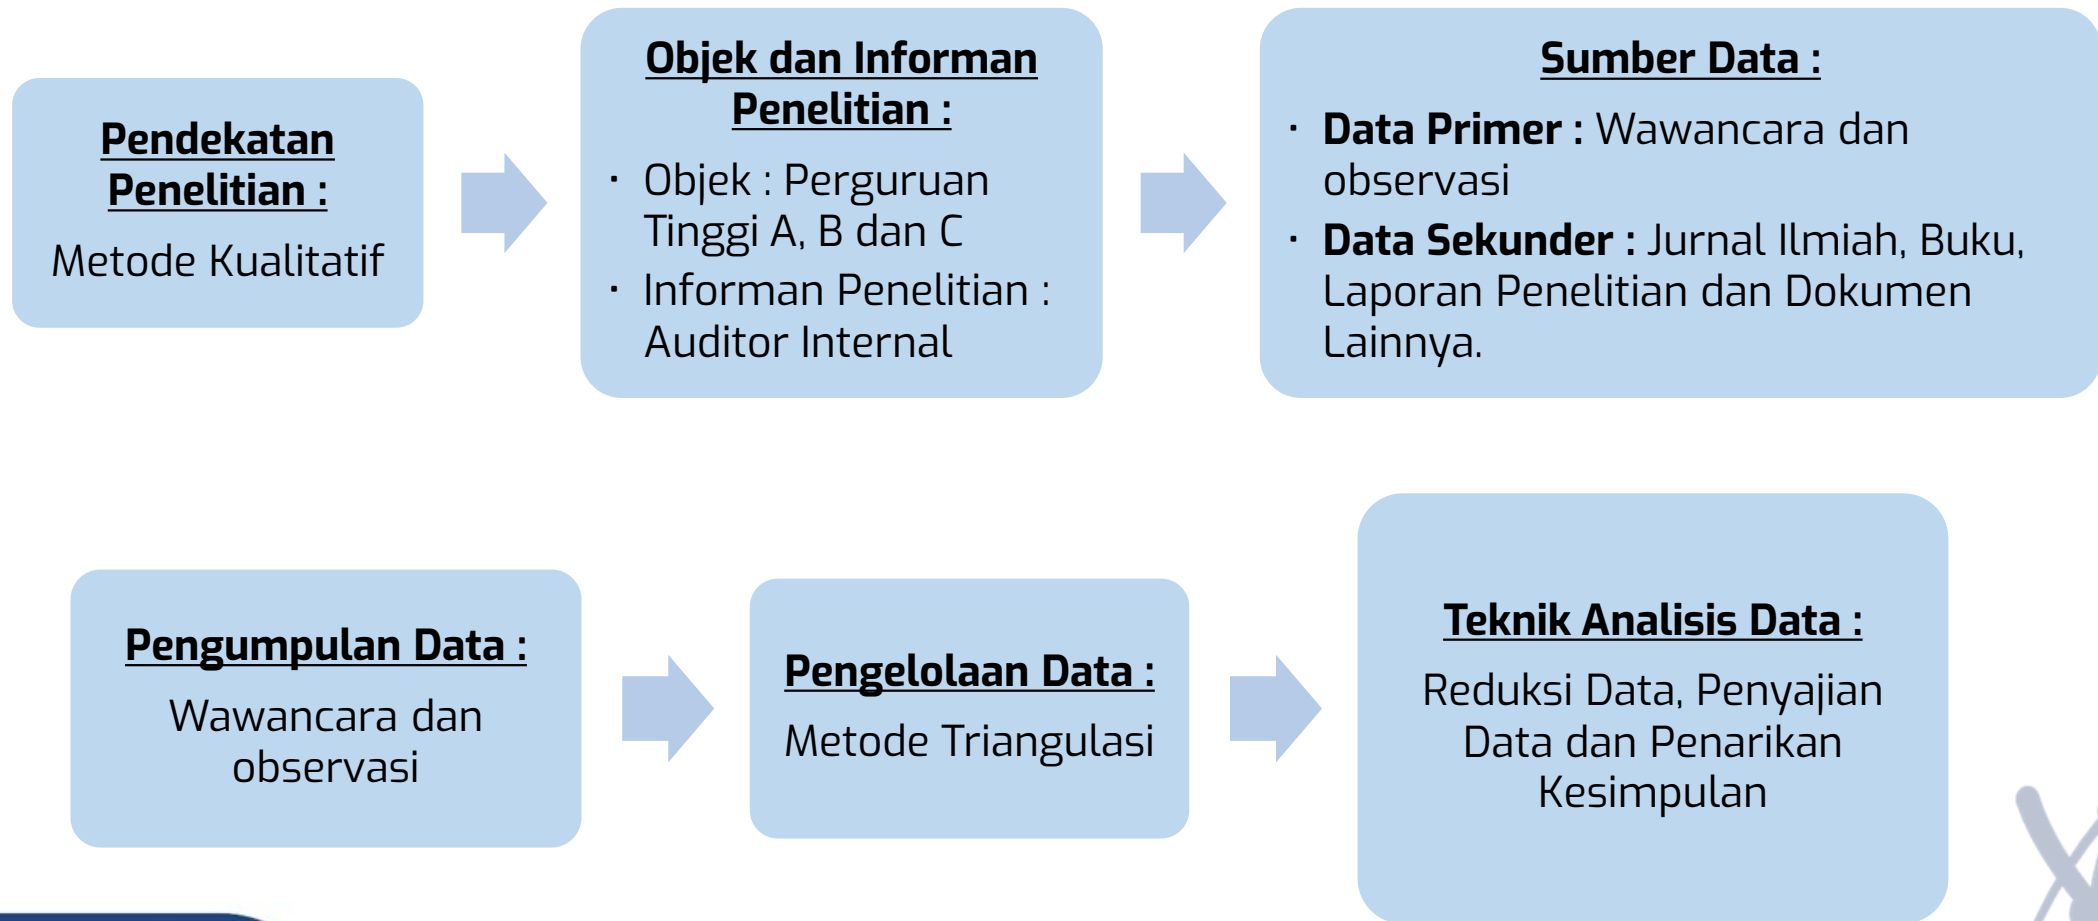 Pendekatan
Penelitian :
Metode Kualitatif
Objek dan Informan
Penelitian :
· Objek : Perguruan
Tinggi A, B dan C
· Informan Penelitian :
Auditor Internal
Sumber Data :
· Data Primer : Wawancara dan
observasi
· Data Sekunder : Jurnal Ilmiah, Buku,
Laporan Penelitian dan Dokumen
Lainnya.
Pengumpulan Data :
Wawancara dan
observasi
Pengelolaan Data :
Metode Triangulasi
Teknik Analisis Data :
Reduksi Data, Penyajian
Data dan Penarikan
Kesimpulan